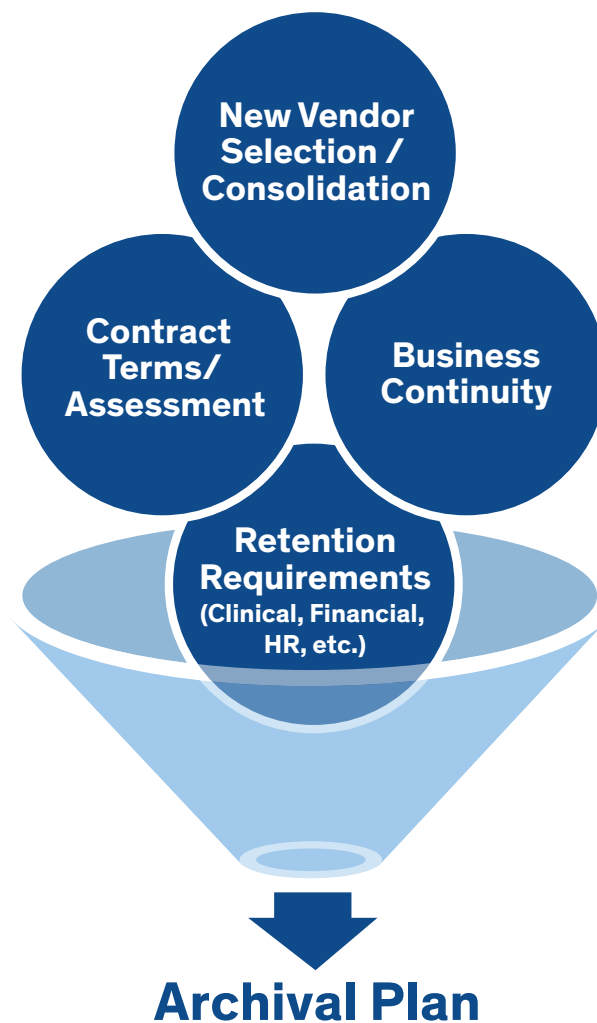 New Vendor
Selection /
Consolidation
Contract
Terms/
Assessment
Business
Continuity
Retention
Requirements
(Clinical, Financial,
HR, etc.)
Archival Plan